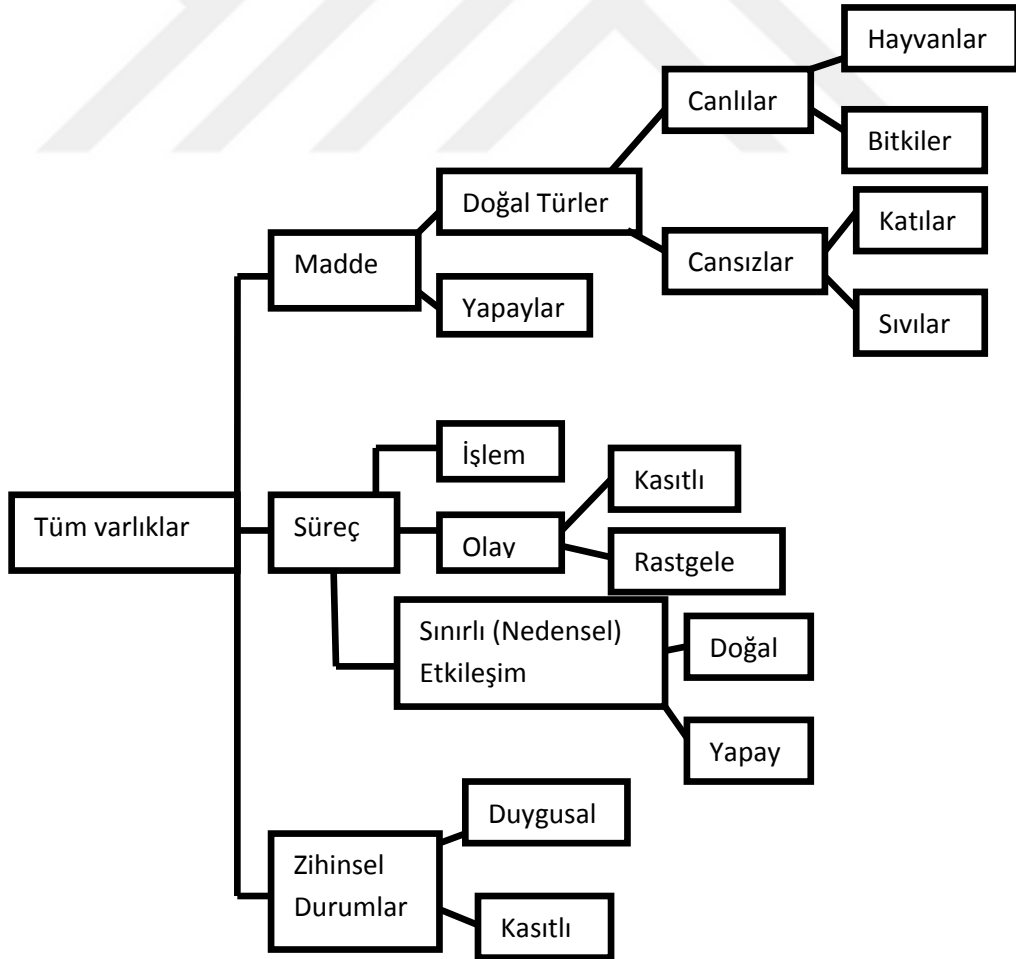 Hayvanlar
Canlılar
Bitkiler
Doğal Türler
Katılar
Madde
Cansızlar
Yapaylar
Sıvılar
İşlem
Kasıtlı
Tüm varlıklar
Süreç
Olay
Rastgele
Sınırlı (Nedensel)
Etkileşim
Doğal
Yapay
Duygusal
Zihinsel
Durumlar
Kasıtlı